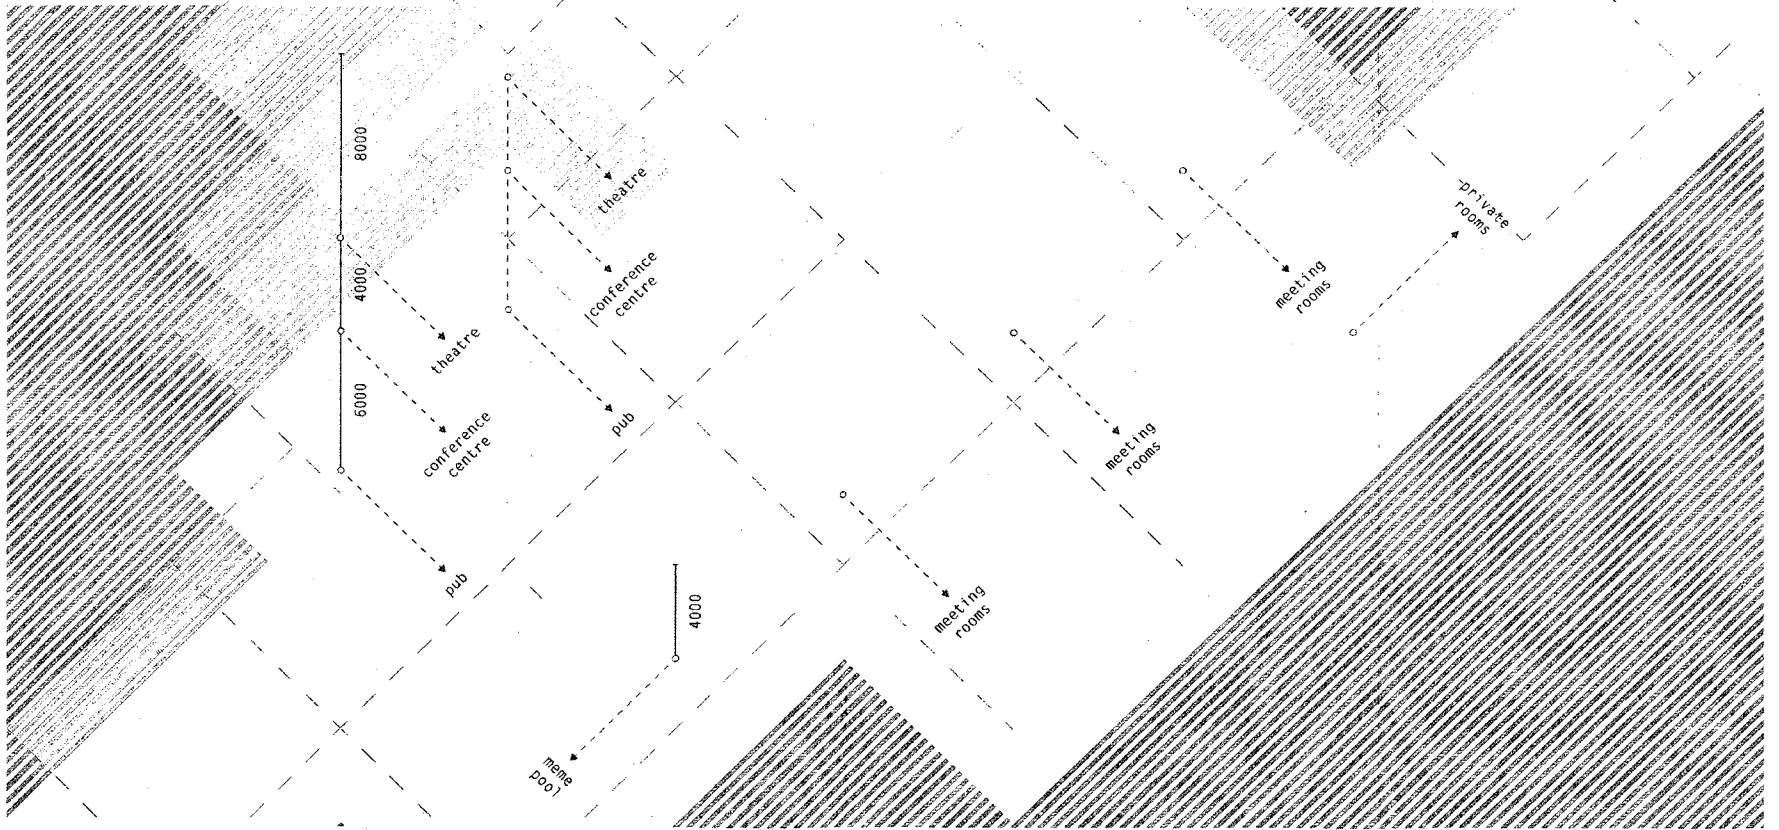 8000
4000
6000
theatre
conference
centre
pub
theatre
conference
centre
pub
4000
meme
pool
meeting
rooms
meeting
rooms
meeting
rooms
private
rooms